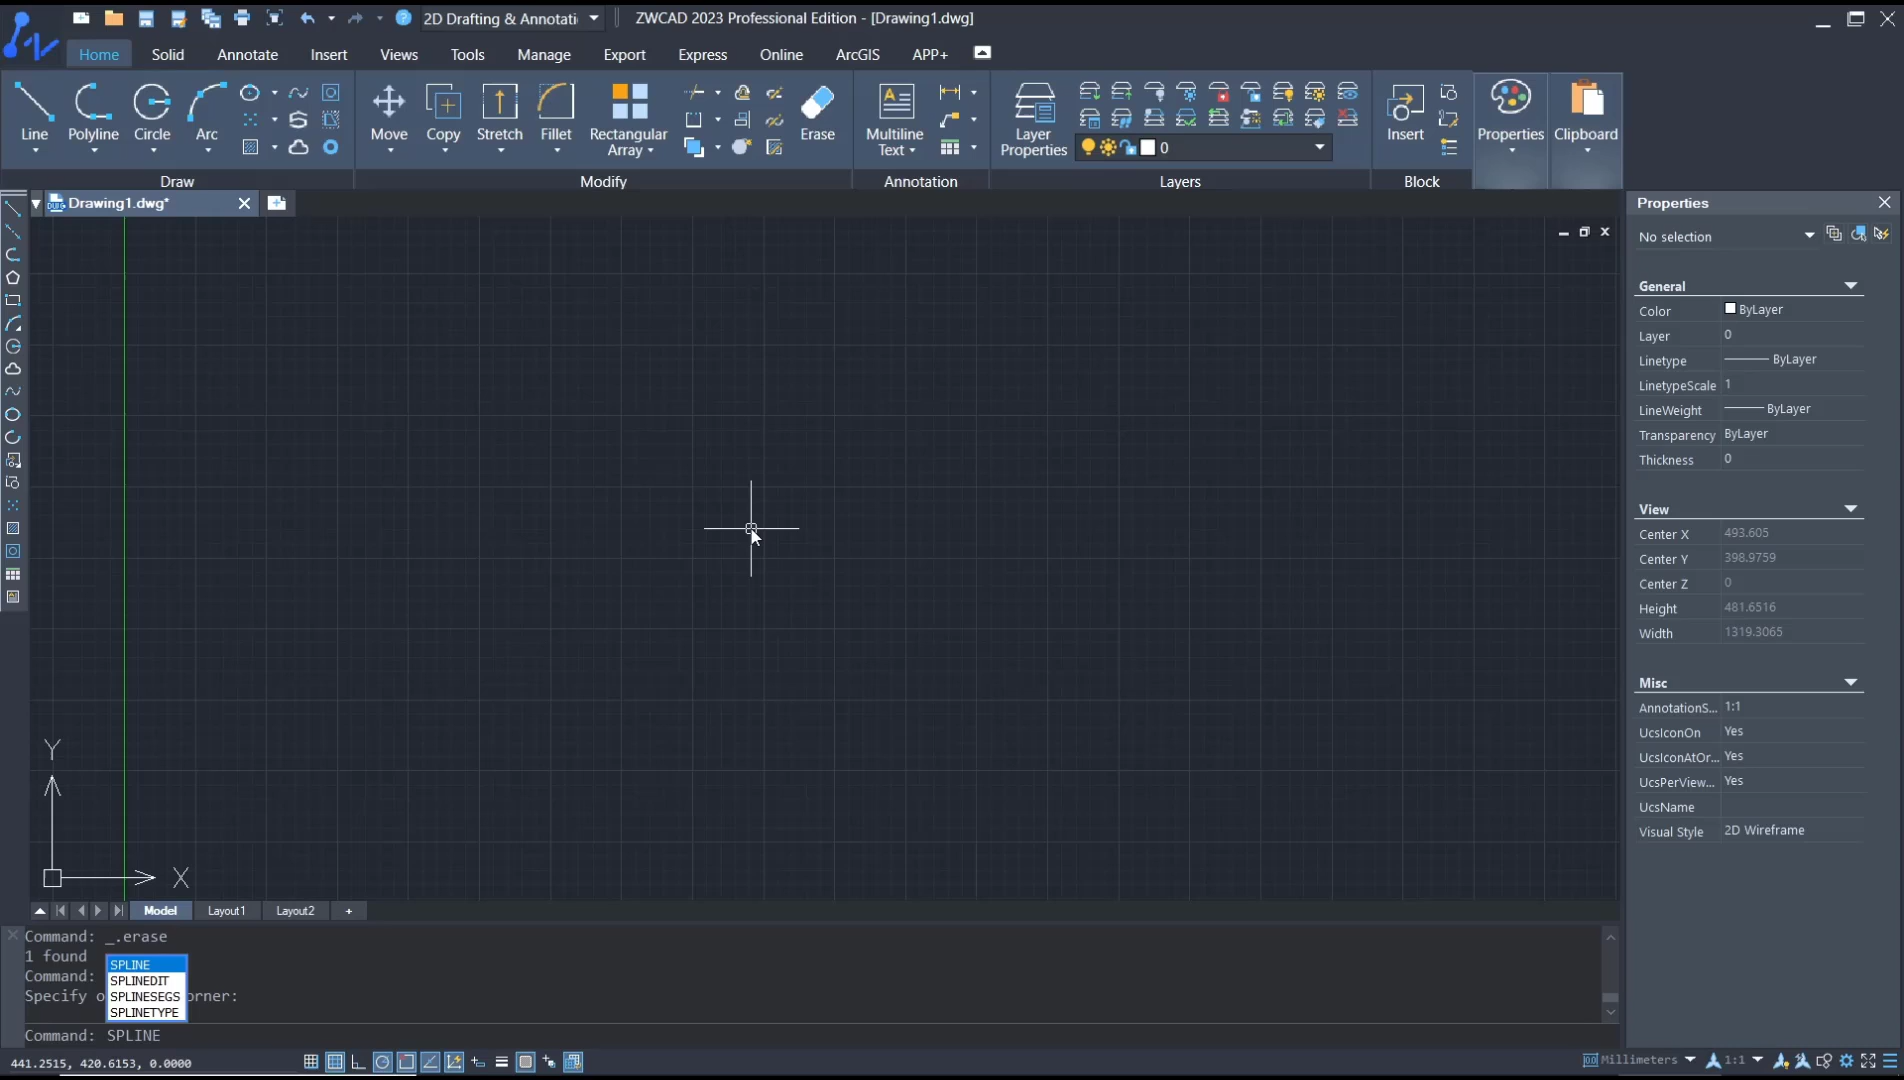 2D Drafting & Annotati
ZWCAD 2023 Professional Edition - [Drawing1.dwg]
Home Solid Annotate Insert Views Tools Manage Export Express Online ArcGIS APP+
Line Polyline Circle Arc
Move Copy Stretch Fillet Rectangular Array Erase
Multiline Text
Layer Properties
0
Insert
Properties
Clipboard
Draw Modify Annotation Layers Block
Drawing1.dwg*
Properties
No selection
General
Color ByLayer
Layer 0
Linetype ByLayer
LinetypeScale 1
LineWeight ByLayer
Transparency ByLayer
Thickness 0
View
Center X 493.605
Center Y 398.9759
Center Z 0
Height 481.6516
Width 1319.3065
Misc
AnnotationS... 1:1
UcsIconOn Yes
UcsIconAtOr... Yes
UcsPerView... Yes
UcsName
Visual Style 2D Wireframe
Y
X
Model Layout1 Layout2 +
Command: _.erase
1 found
Command:
Specify o orner:
SPLINE
SPLINEDIT
SPLINESEGS
SPLINETYPE
Command: SPLINE
441.2515, 420.6153, 0.0000
Millimeters 1:1